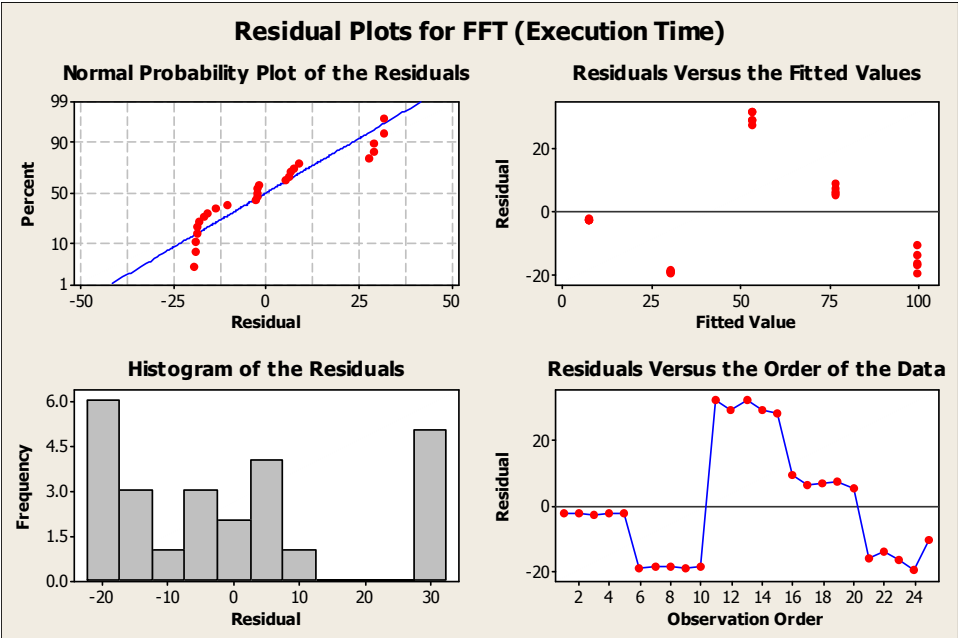 Residual Plots for FFT (Execution Time)
Normal Probability Plot of the Residuals
99
90
50
10
1
Percent
-50 -25 0 25 50
Residual
Residuals Versus the Fitted Values
20
0
-20
Residual
0 25 50 75 100
Fitted Value
Histogram of the Residuals
6.0
4.5
3.0
1.5
0.0
Frequency
-20 -10 0 10 20 30
Residual
Residuals Versus the Order of the Data
20
0
-20
Residual
2 4 6 8 10 12 14 16 18 20 22 24
Observation Order